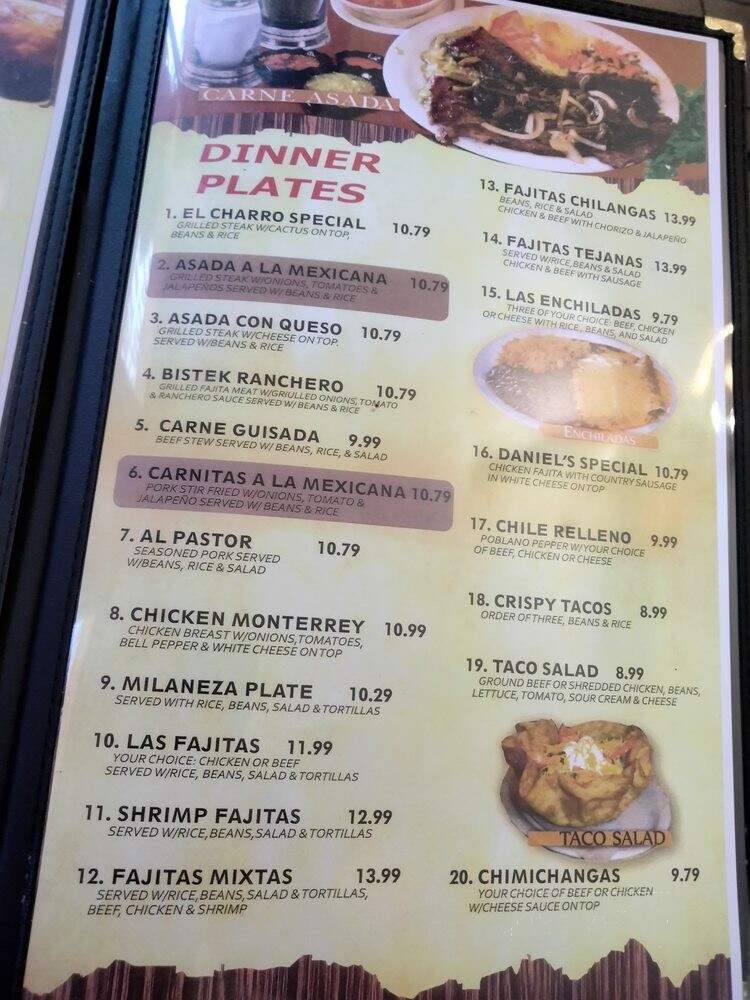 CARNE ASADA
DINNER
PLATES
1. EL CHARRO SPECIAL 10.79
GRILLED STEAK W/CACTUS ON TOP,
BEANS & RICE
2. ASADA A LA MEXICANA 10.79
GRILLED STEAK W/ONIONS, TOMATOES &
JALAPEÑOS SERVED W/ BEANS & RICE
3. ASADA CON QUESO 10.79
GRILLED STEAK W/CHEESE ON TOP.
SERVED W/BEANS & RICE
4. BISTEK RANCHERO 10.79
GRILLED FAJITA MEAT W/GRIULLED ONIONS, TOMATO
& RANCHERO SAUCE SERVED W/ BEANS & RICE
5. CARNE GUISADA 9.99
BEEF STEW SERVED W/ BEANS, RICE, & SALAD
6. CARNITAS A LA MEXICANA 10.79
PORK STIR FRIED W/ONIONS, TOMATO &
JALAPEÑO SERVED W/ BEANS & RICE
7. AL PASTOR 10.79
SEASONED PORK SERVED
W/BEANS, RICE & SALAD
8. CHICKEN MONTERREY 10.99
CHICKEN BREAST W/ONIONS,TOMATOES,
BELL PEPPER & WHITE CHEESE ON TOP
9. MILANEZA PLATE 10.29
SERVED WITH RICE, BEANS, SALAD & TORTILLAS
10. LAS FAJITAS 11.99
YOUR CHOICE: CHICKEN OR BEEF
SERVED W/RICE, BEANS, SALAD & TORTILLAS
11. SHRIMP FAJITAS 12.99
SERVED W/RICE,BEANS,SALAD & TORTILLAS
12. FAJITAS MIXTAS 13.99
SERVED W/RICE,BEANS,SALAD & TORTILLAS,
BEEF, CHICKEN & SHRIMP
13. FAJITAS CHILANGAS 13.99
BEANS, RICE & SALAD
CHICKEN & BEEF WITH CHORIZO & JALAPEÑO
14. FAJITAS TEJANAS 13.99
SERVED W/RICE,BEANS & SALAD
CHICKEN & BEEF WITH SAUSAGE
15. LAS ENCHILADAS 9.79
THREE OF YOUR CHOICE: BEEF, CHICKEN
OR CHEESE WITH RICE, BEANS, AND SALAD
ENCHILADAS
16. DANIEL'S SPECIAL 10.79
CHICKEN FAJITA WITH COUNTRY SAUSAGE
IN WHITE CHEESE ON TOP
17. CHILE RELLENO 9.99
POBLANO PEPPER W/YOUR CHOICE
OF BEEF, CHICKEN OR CHEESE
18. CRISPY TACOS 8.99
ORDER OF THREE, BEANS & RICE
19. TACO SALAD 8.99
GROUND BEEF OR SHREDDED CHICKEN, BEANS,
LETTUCE, TOMATO, SOUR CREAM & CHEESE
TACO SALAD
20. CHIMICHANGAS 9.79
YOUR CHOICE OF BEEF OR CHICKEN
W/CHEESE SAUCE ON TOP